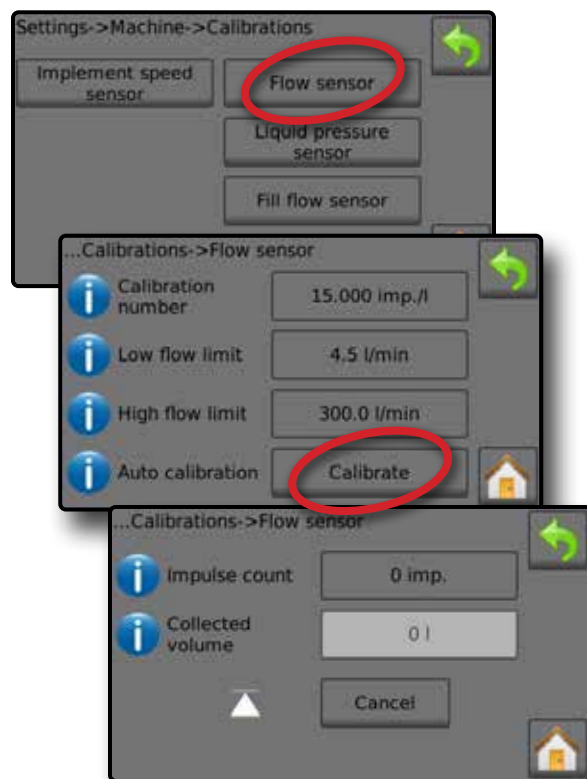 Settings->Machine->Calibrations
Implement speed
sensor
Flow sensor
Liquid pressure
sensor
Fill flow sensor
...Calibrations->Flow sensor
Calibration
number
15.000 imp./l
Low flow limit
4.5 l/min
High flow limit
300.0 l/min
Auto calibration
Calibrate
...Calibrations->Flow sensor
Impulse count
0 imp.
Collected
volume
0 l
Cancel